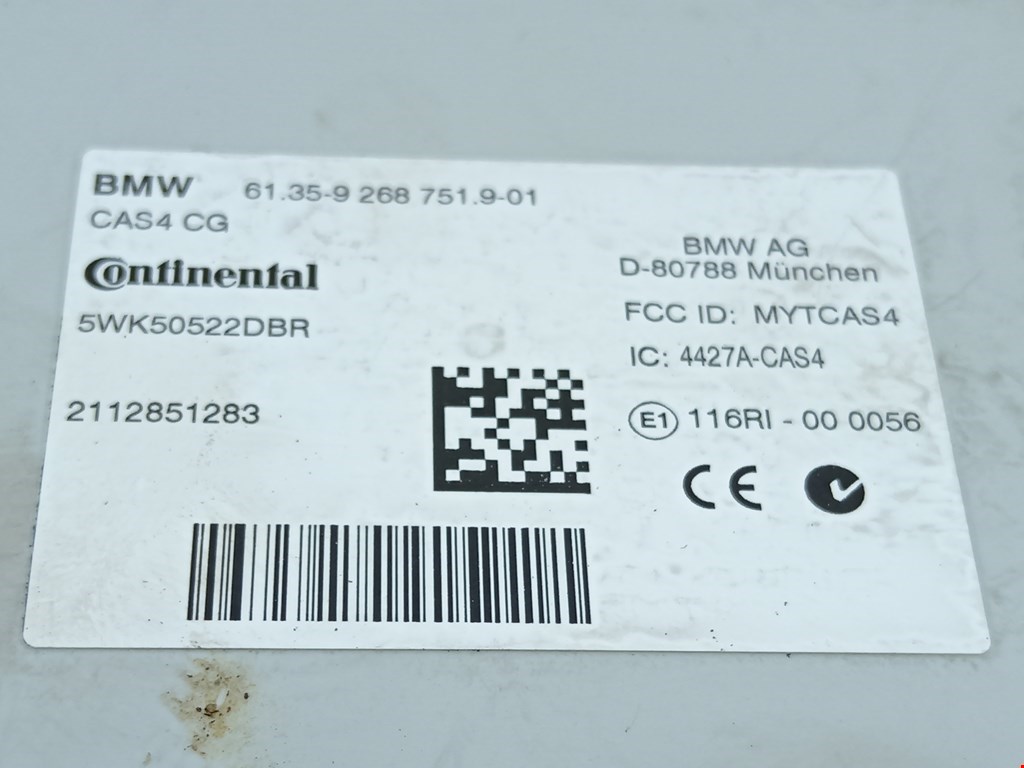 BMW 61.35-9 268 751.9-01
CAS4 CG
Continental
5WK50522DBR
2112851283
BMW AG
D-80788 München
FCC ID: MYTCAS4
IC: 4427A-CAS4
E1 116RI - 00 0056
CE